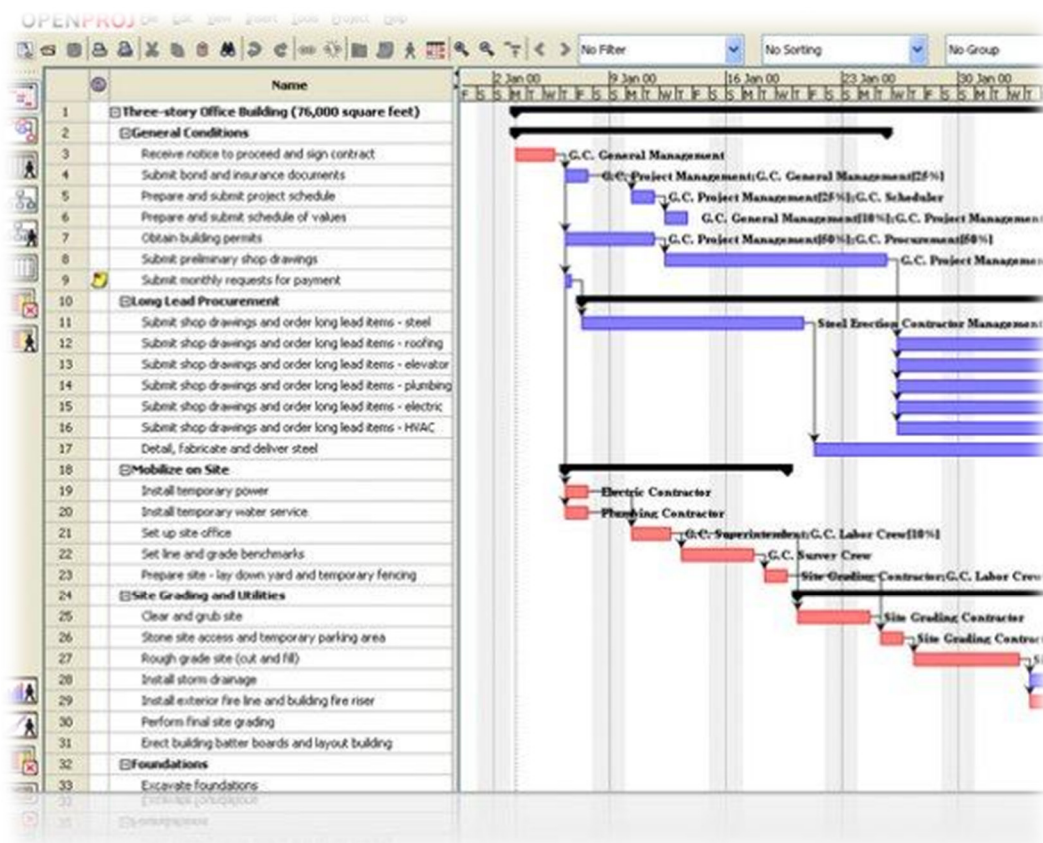 OPENPROJ File Edit View Insert Tools Project Help
No Filter No Sorting No Group
Name
2 Jan 00 9 Jan 00 16 Jan 00 23 Jan 00 30 Jan 00
F S S M T W T F S S M T W T F S S M T W T F S S M T W T F S S M T W T
1 Three-story Office Building (76,000 square feet)
2 General Conditions
3 Receive notice to proceed and sign contract G.C. General Management
4 Submit bond and insurance documents G.C. Project Management;G.C. General Management[25%]
5 Prepare and submit project schedule G.C. Project Management[25%];G.C. Scheduler
6 Prepare and submit schedule of values G.C. General Management[10%];G.C. Project Managemen
7 Obtain building permits G.C. Project Management[50%];G.C. Procurement[50%]
8 Submit preliminary shop drawings G.C. Project Manageme
9 Submit monthly requests for payment
10 Long Lead Procurement
11 Submit shop drawings and order long lead items - steel Steel Erection Contractor Managemen
12 Submit shop drawings and order long lead items - roofing
13 Submit shop drawings and order long lead items - elevator
14 Submit shop drawings and order long lead items - plumbing
15 Submit shop drawings and order long lead items - electric
16 Submit shop drawings and order long lead items - HVAC
17 Detail, fabricate and deliver steel
18 Mobilize on Site
19 Install temporary power Electric Contractor
20 Install temporary water service Plumbing Contractor
21 Set up site office G.C. Superintendent;G.C. Labor Crew[10%]
22 Set line and grade benchmarks G.C. Survey Crew
23 Prepare site - lay down yard and temporary fencing Site Grading Contractor;G.C. Labor Crew
24 Site Grading and Utilities
25 Clear and grub site Site Grading Contractor
26 Stone site access and temporary parking area Site Grading Contrac
27 Rough grade site (cut and fill)
28 Install storm drainage
29 Install exterior fire line and building fire riser
30 Perform final site grading
31 Erect building batter boards and layout building
32 Foundations
33 Excavate foundations